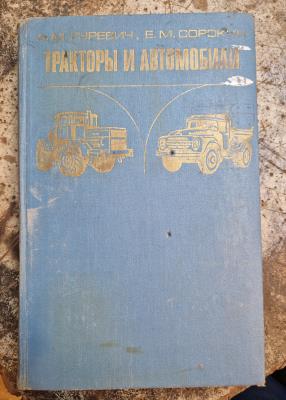 А. М. ГУРЕВИЧ, Е. М. СОРОКИН
ТРАКТОРЫ И АВТОМОБИЛИ